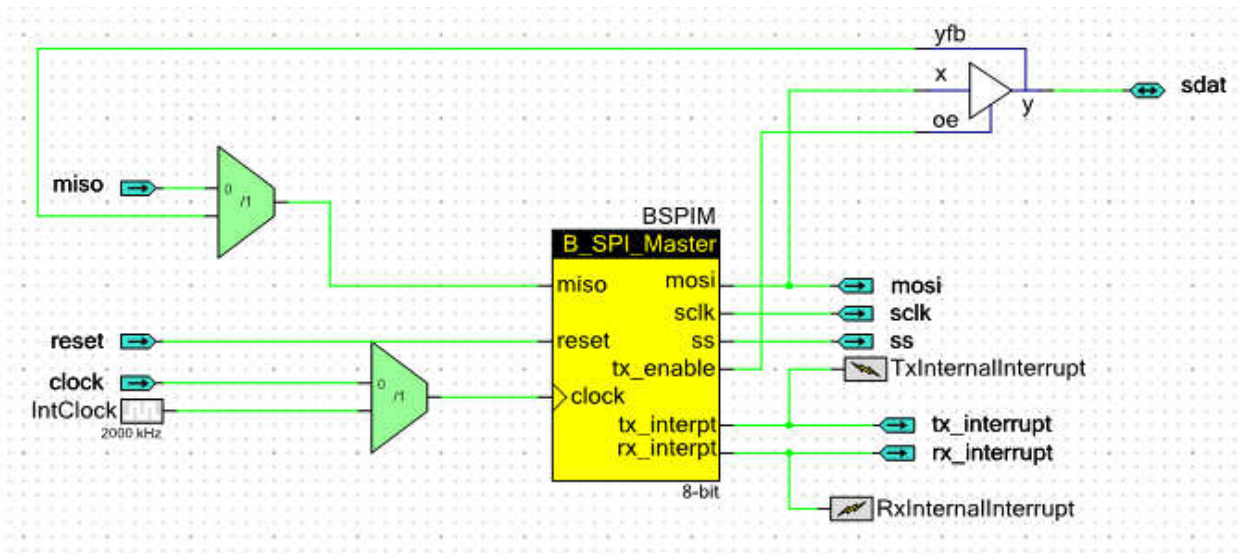 yfb
x
sdat
y
oe
miso
0
/1
BSPIM
B_SPI_Master
miso
mosi
mosi
sclk
sclk
reset
reset
ss
ss
tx_enable
TxInternalInterrupt
clock
0
/1
clock
IntClock
2000 kHz
tx_interpt
tx_interrupt
rx_interpt
rx_interrupt
8-bit
RxInternalInterrupt